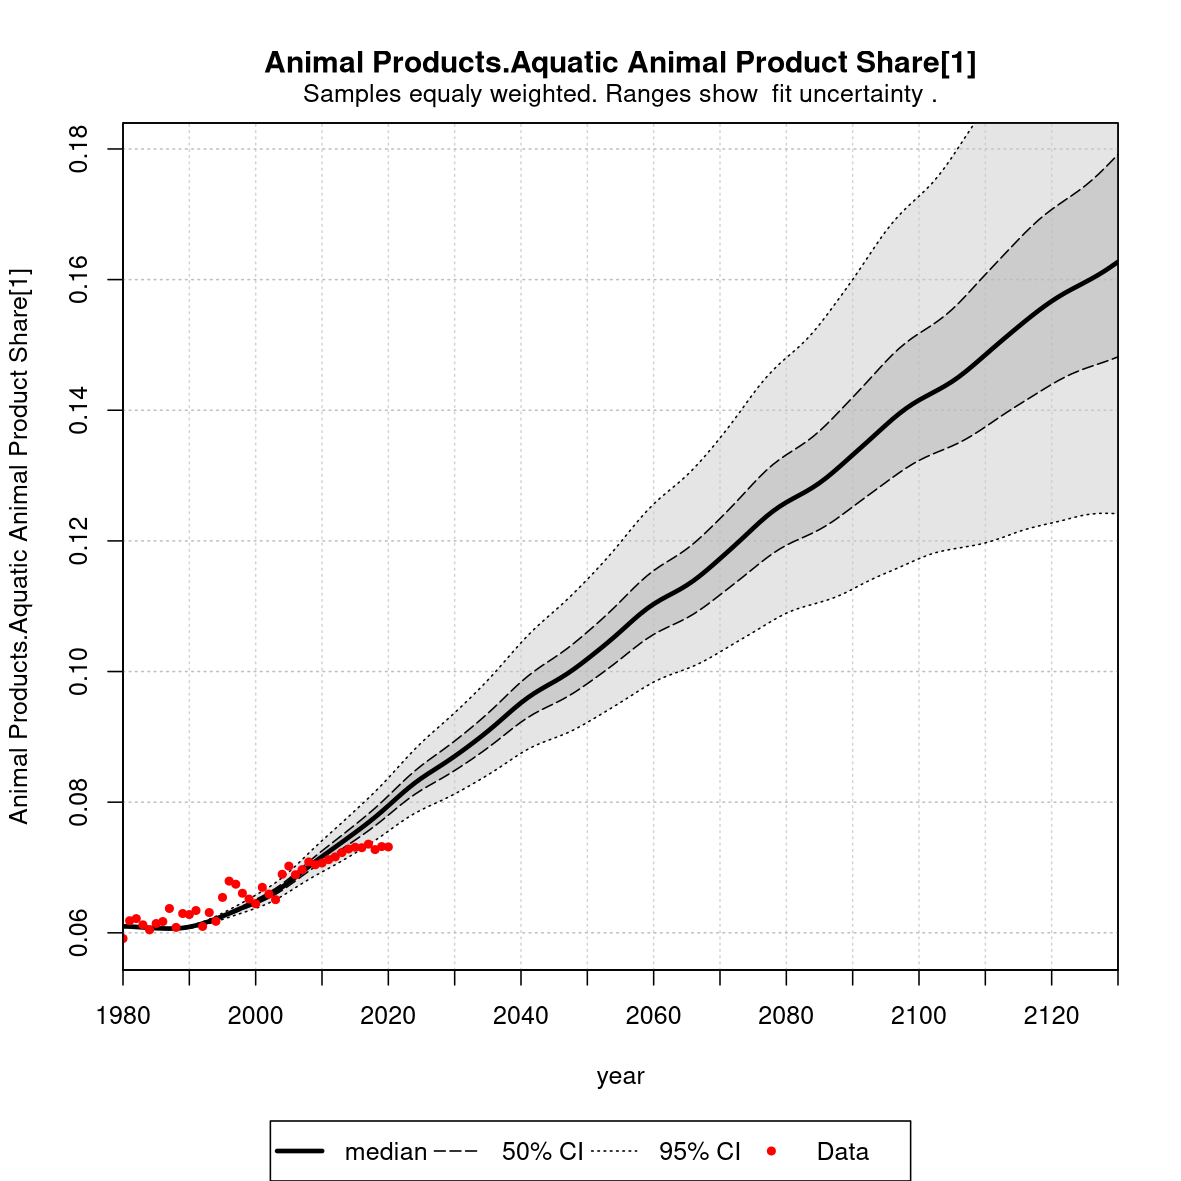 Animal Products.Aquatic Animal Product Share[1]
Samples equaly weighted. Ranges show  fit uncertainty .
Animal Products.Aquatic Animal Product Share[1]
0.18
0.16
0.14
0.12
0.10
0.08
0.06
1980 2000 2020 2040 2060 2080 2100 2120
year
median 50% CI 95% CI Data